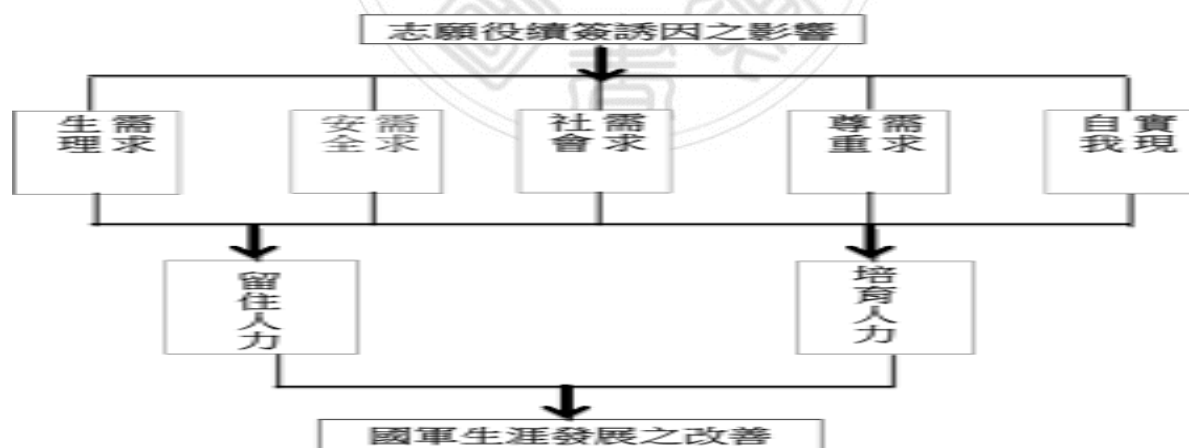 志願役續簽誘因之影響
生理需求
安全需求
社會需求
尊重需求
自我實現
留住人力
培育人力
國軍生涯發展之改善